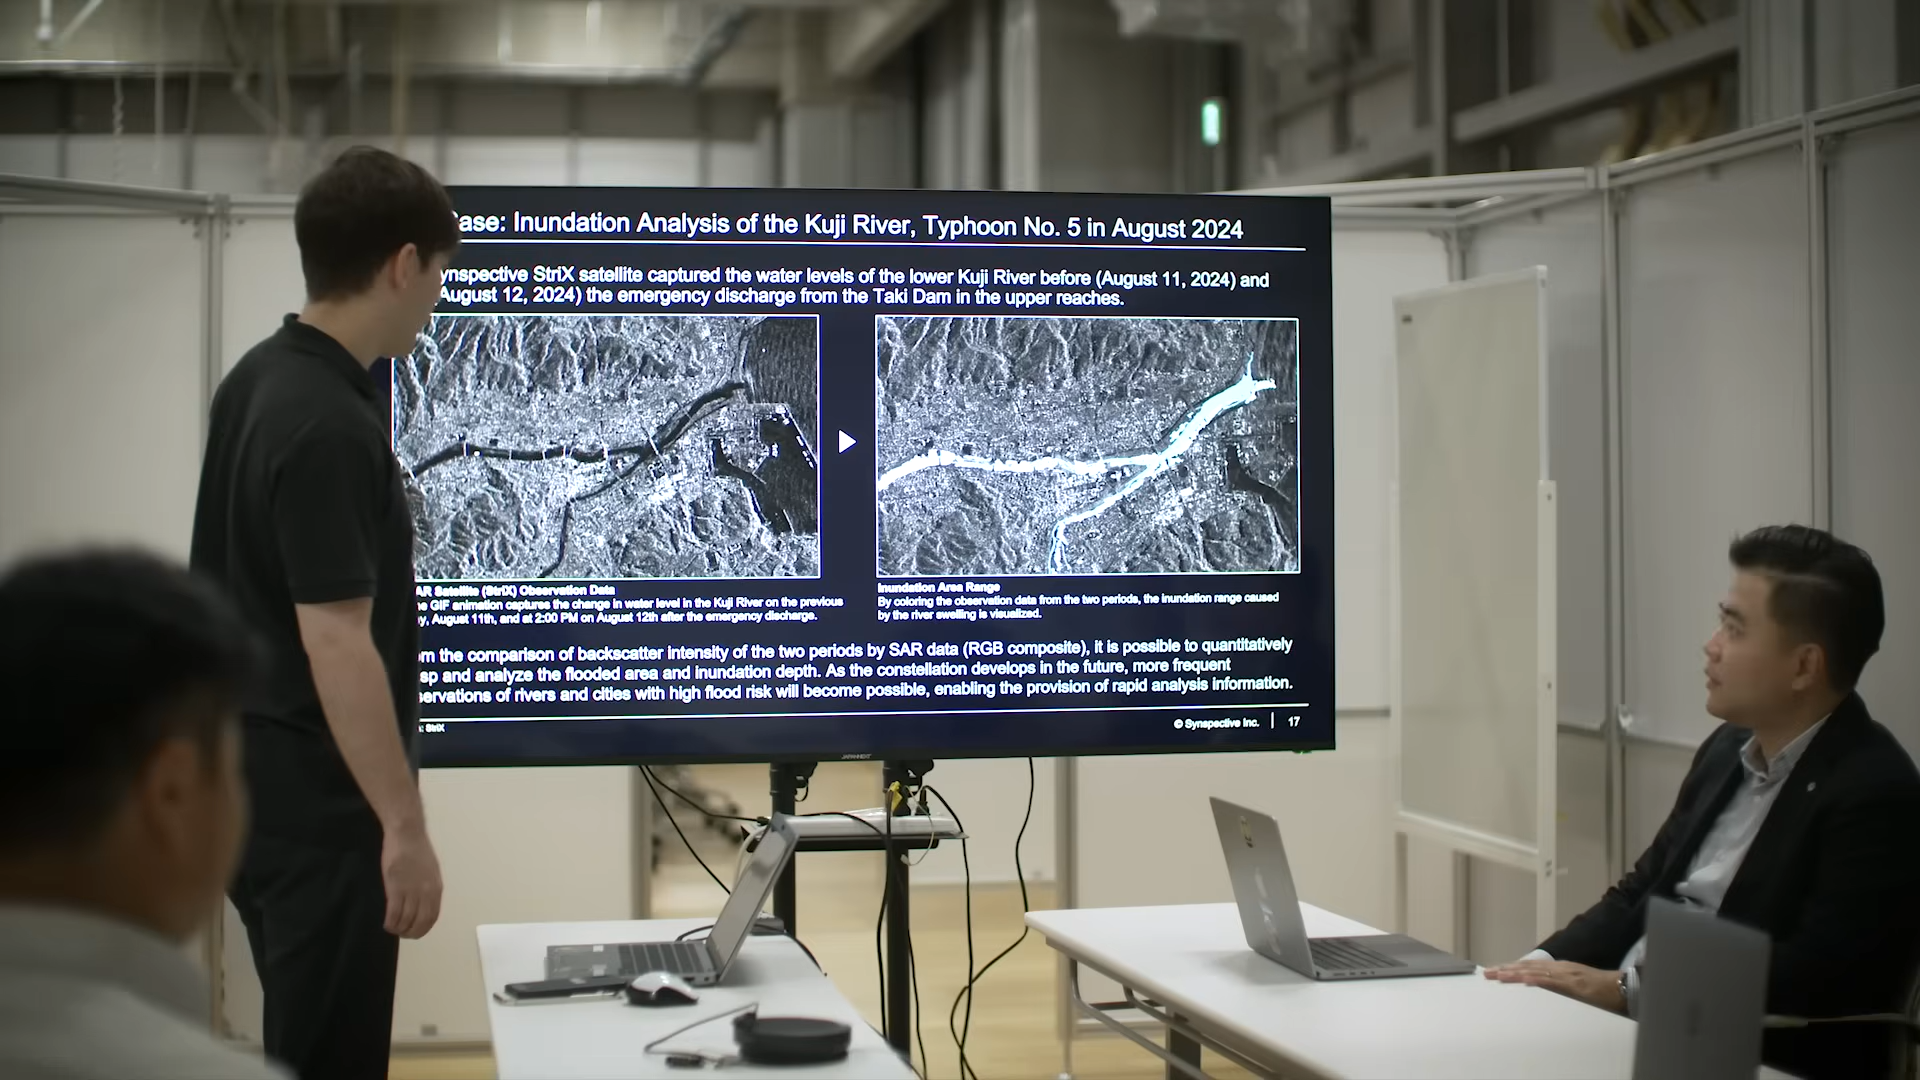 ase: Inundation Analysis of the Kuji River, Typhoon No. 5 in August 2024
ynspective StriX satellite captured the water levels of the lower Kuji River before (August 11, 2024) and
August 12, 2024) the emergency discharge from the Taki Dam in the upper reaches.
AR Satellite (StriX) Observation Data
e GIF animation captures the change in water level in the Kuji River on the previous
y, August 11th, and at 2:00 PM on August 12th after the emergency discharge.
Inundation Area Range
By coloring the observation data from the two periods, the inundation range caused
by the river swelling is visualized.
m the comparison of backscatter intensity of the two periods by SAR data (RGB composite), it is possible to quantitatively
sp and analyze the flooded area and inundation depth. As the constellation develops in the future, more frequent
servations of rivers and cities with high flood risk will become possible, enabling the provision of rapid analysis information.
: StriX
© Synspective Inc. | 17